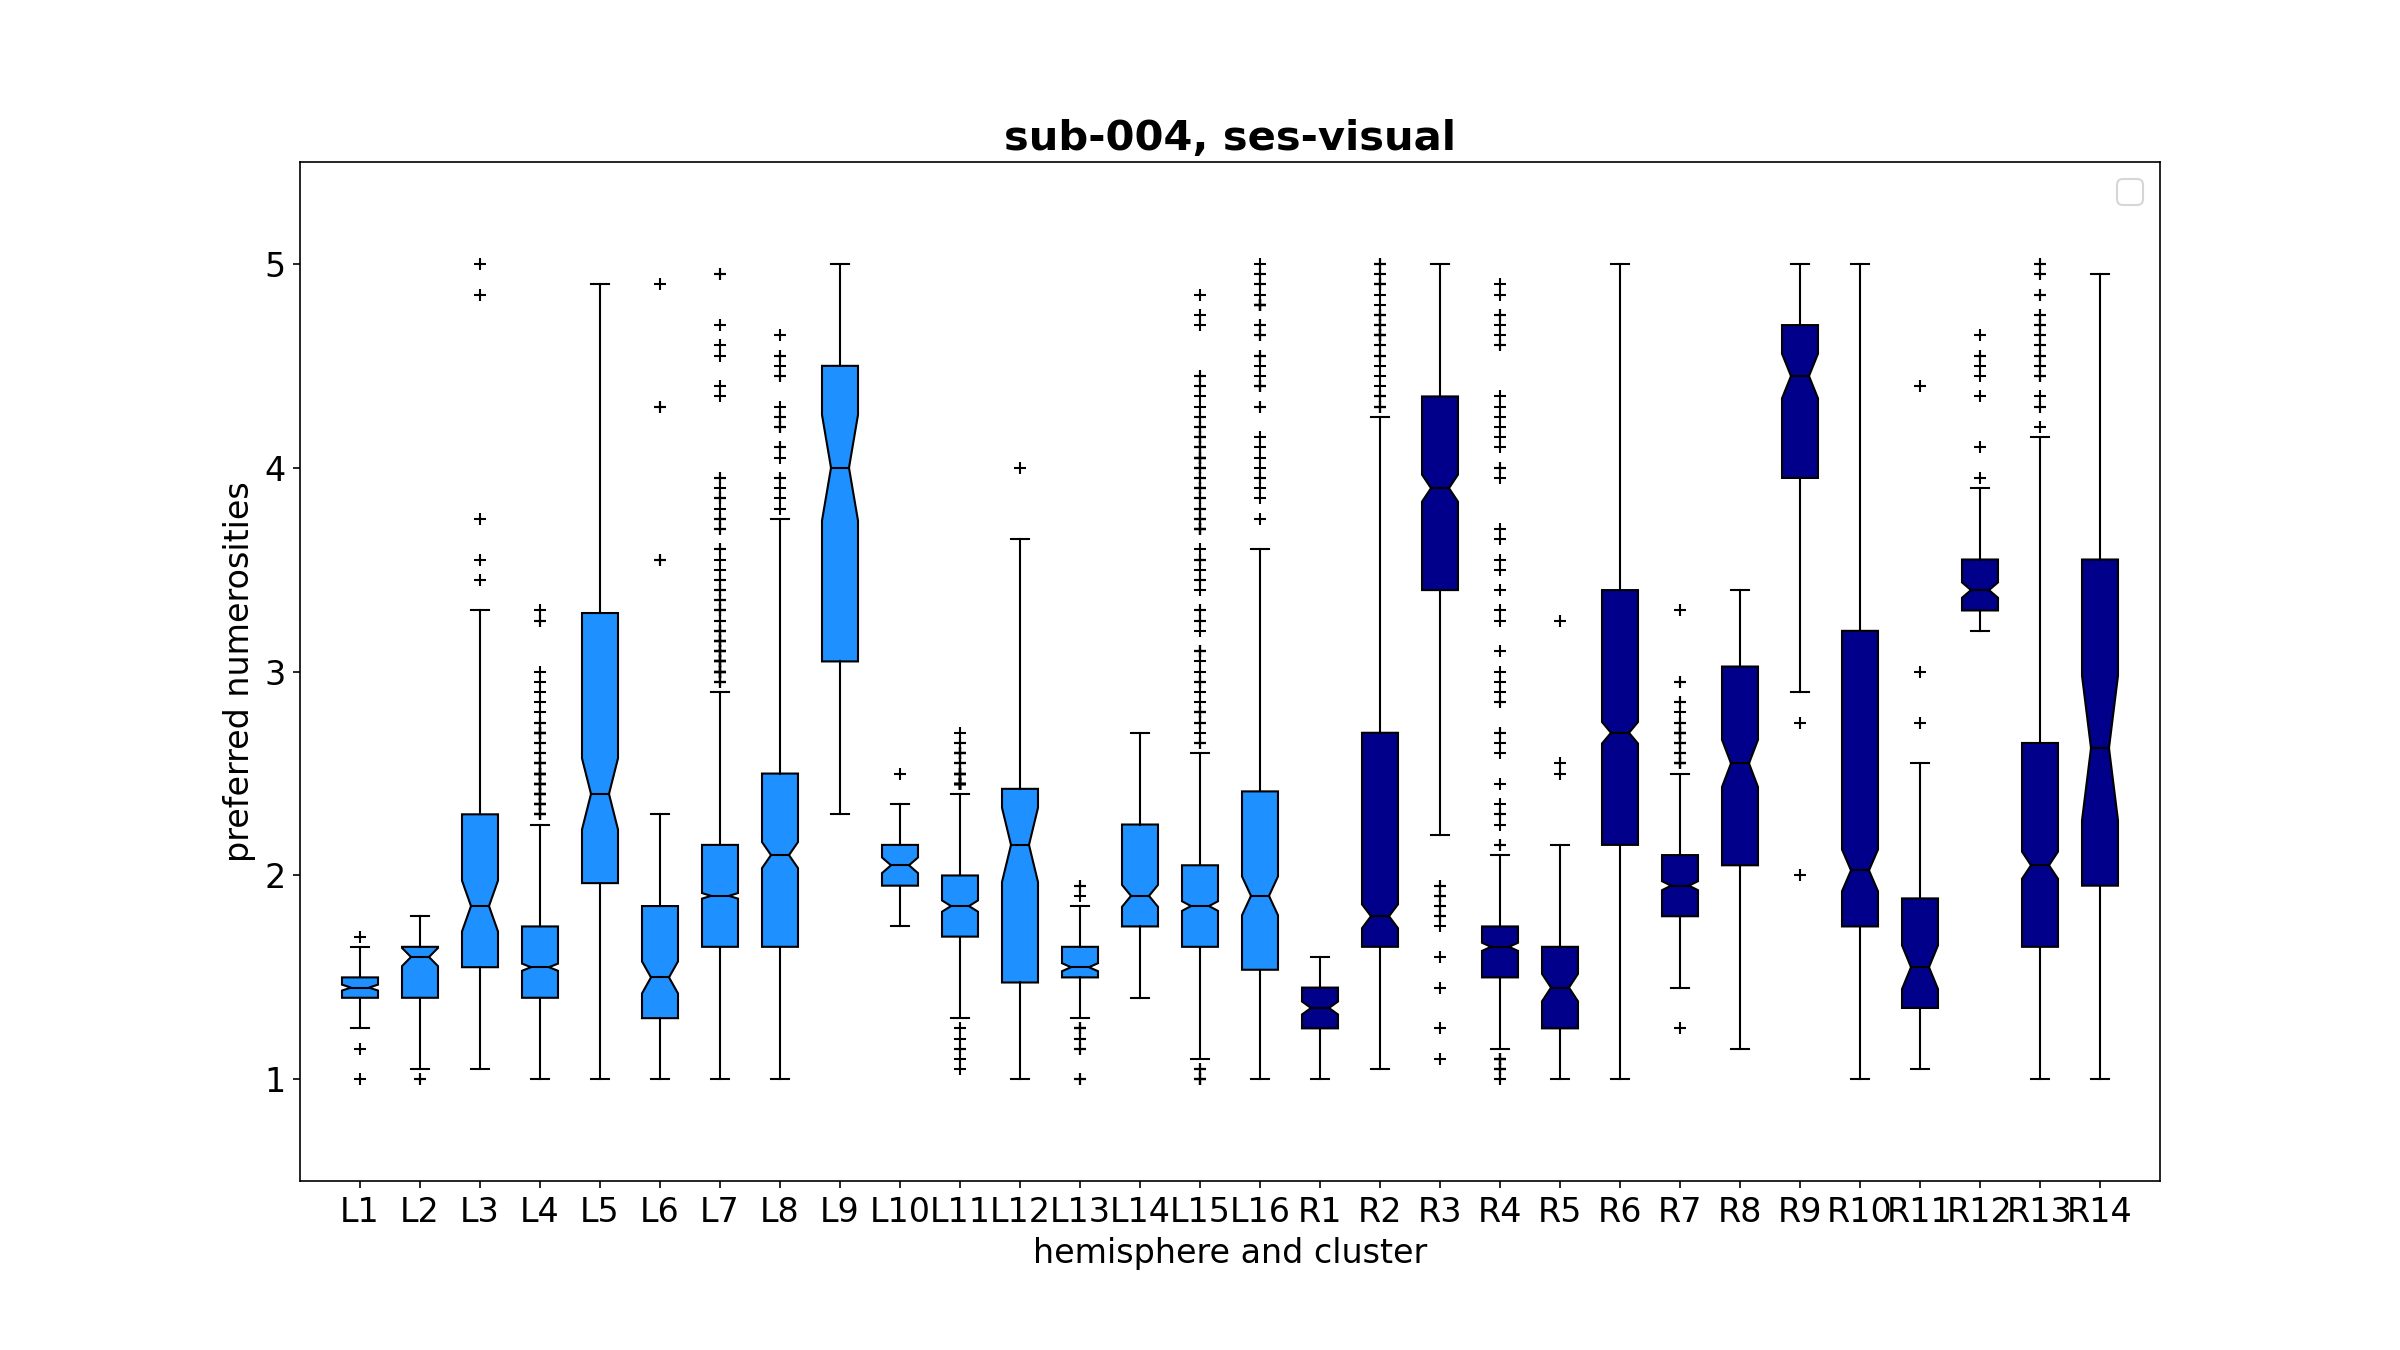 sub-004, ses-visual
preferred numerosities
5
4
3
2
1
L1 L2 L3 L4 L5 L6 L7 L8 L9 L10 L11 L12 L13 L14 L15 L16 R1 R2 R3 R4 R5 R6 R7 R8 R9 R10 R11 R12 R13 R14
hemisphere and cluster